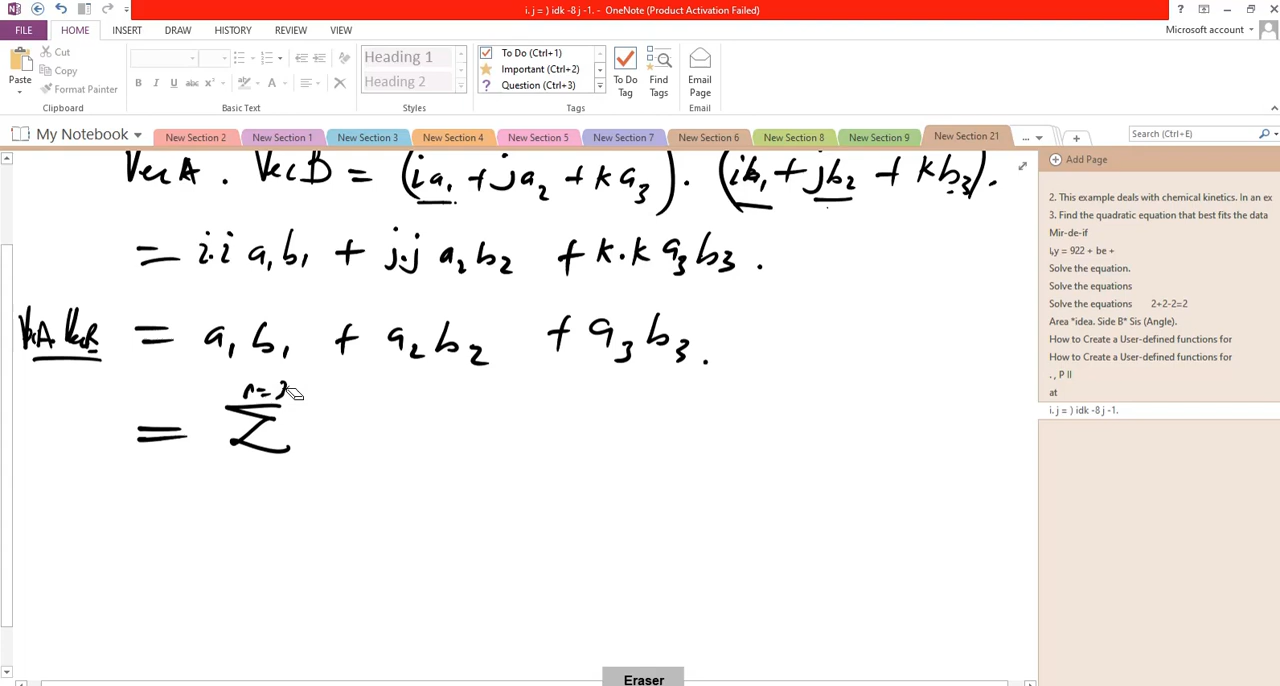 i. j = ) idk -8 j -1. - OneNote (Product Activation Failed)
FILE HOME INSERT DRAW HISTORY REVIEW VIEW
Microsoft account
Paste
Cut
Copy
Format Painter
Clipboard
B I U abc x² ab A
Basic Text
Heading 1
Heading 2
Styles
To Do (Ctrl+1)
Important (Ctrl+2)
Question (Ctrl+3)
To Do Tag
Find Tags
Tags
Email Page
Email
My Notebook
New Section 2 New Section 1 New Section 3 New Section 4 New Section 5 New Section 7 New Section 6 New Section 8 New Section 9 New Section 21 ...
Search (Ctrl+E)
VecA . VecB = (ia₁ + ja₂ + ka₃) . (ib₁ + jb₂ + kb₃).
= i.i a₁b₁ + j.j a₂b₂ + k.k a₃b₃ .
VecA VecB = a₁b₁ + a₂b₂ + a₃b₃.
n=3
= Σ
Eraser
Add Page
2. This example deals with chemical kinetics. In an ex
3. Find the quadratic equation that best fits the data
Mir-de-if
l,y = 922 + be +
Solve the equation.
Solve the equations
Solve the equations 2+2-2=2
Area *idea. Side B* Sis (Angle).
How to Create a User-defined functions for
How to Create a User-defined functions for
. , P II
at
i. j = ) idk -8 j -1.